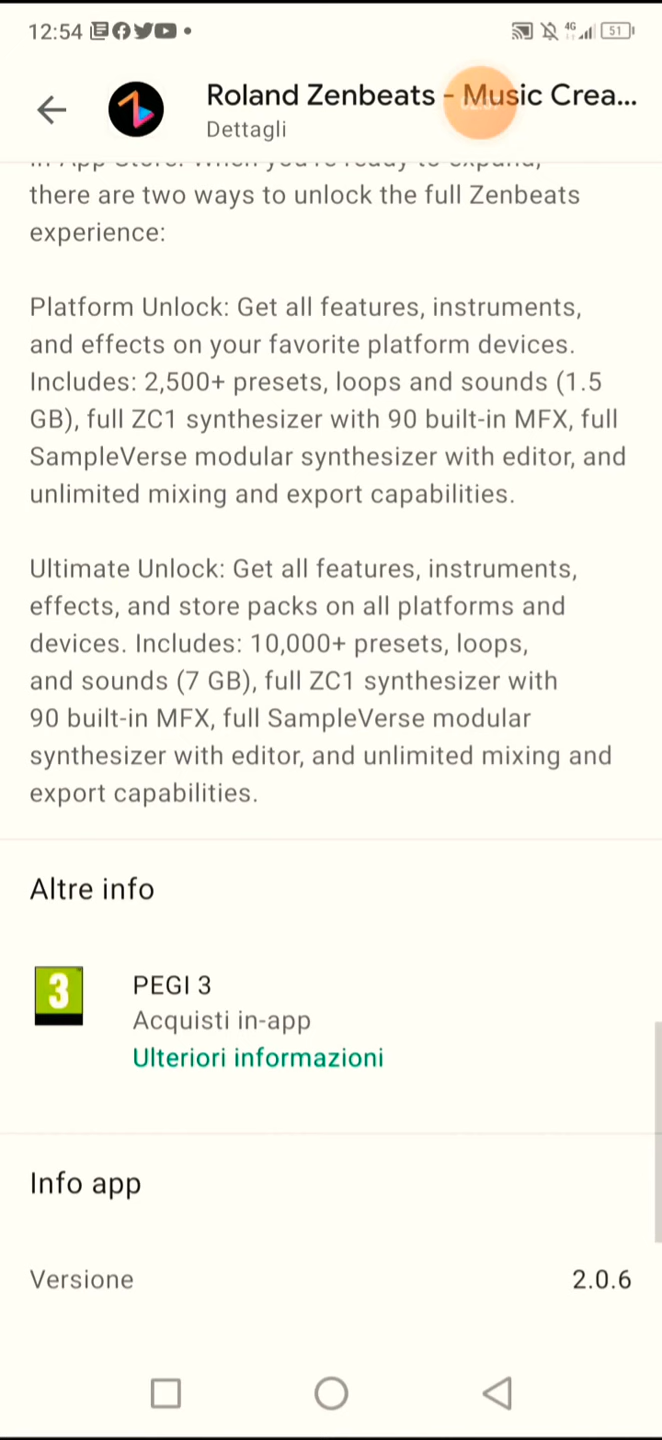 12:54
4G
51
Roland Zenbeats - Music Crea...
Dettagli
there are two ways to unlock the full Zenbeats
experience:
Platform Unlock: Get all features, instruments,
and effects on your favorite platform devices.
Includes: 2,500+ presets, loops and sounds (1.5
GB), full ZC1 synthesizer with 90 built-in MFX, full
SampleVerse modular synthesizer with editor, and
unlimited mixing and export capabilities.
Ultimate Unlock: Get all features, instruments,
effects, and store packs on all platforms and
devices. Includes: 10,000+ presets, loops,
and sounds (7 GB), full ZC1 synthesizer with
90 built-in MFX, full SampleVerse modular
synthesizer with editor, and unlimited mixing and
export capabilities.
Altre info
3
PEGI 3
Acquisti in-app
Ulteriori informazioni
Info app
Versione 2.0.6